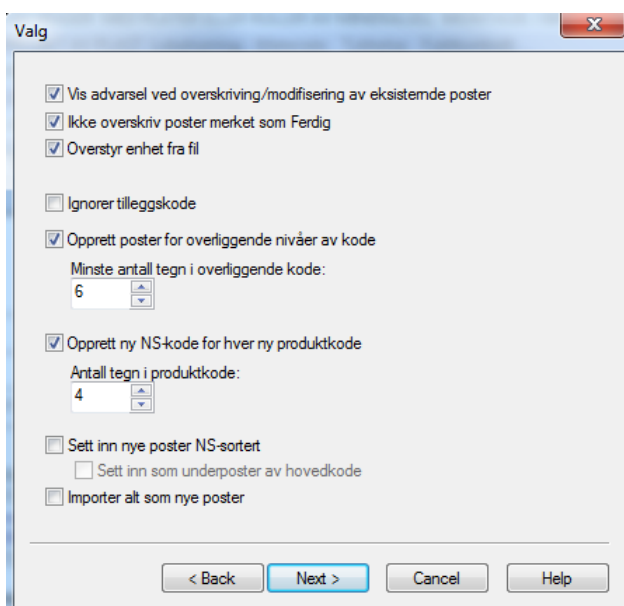 Valg
Vis advarsel ved overskriving/modifisering av eksisternde poster
Ikke overskriv poster merket som Ferdig
Overstyr enhet fra fil
Ignorer tilleggskode
Opprett poster for overliggende nivåer av kode
Minste antall tegn i overliggende kode:
6
Opprett ny NS-kode for hver ny produktkode
Antall tegn i produktkode:
4
Sett inn nye poster NS-sortert
Sett inn som underposter av hovedkode
Importer alt som nye poster
< Back Next > Cancel Help